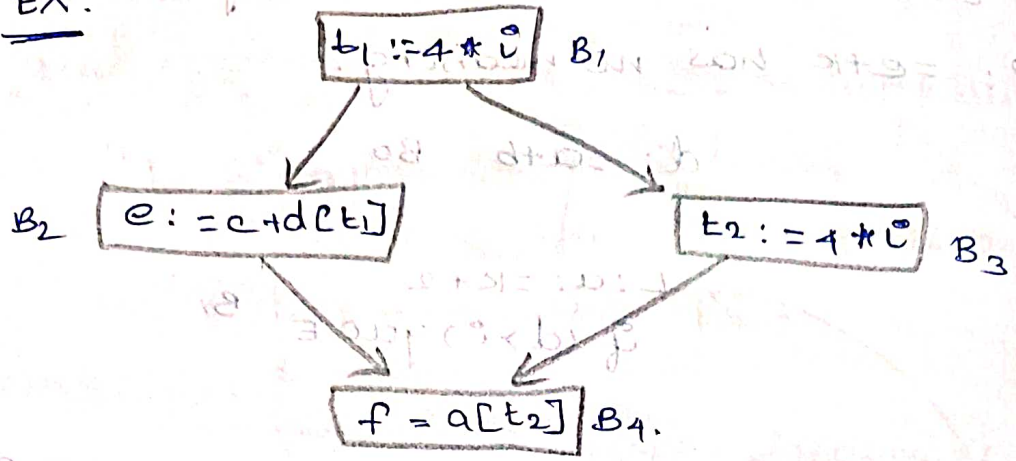 EX:
t1 := 4 * i B1
B2 e := c + d[t1]
t2 := 4 * i B3
f = a[t2] B4.